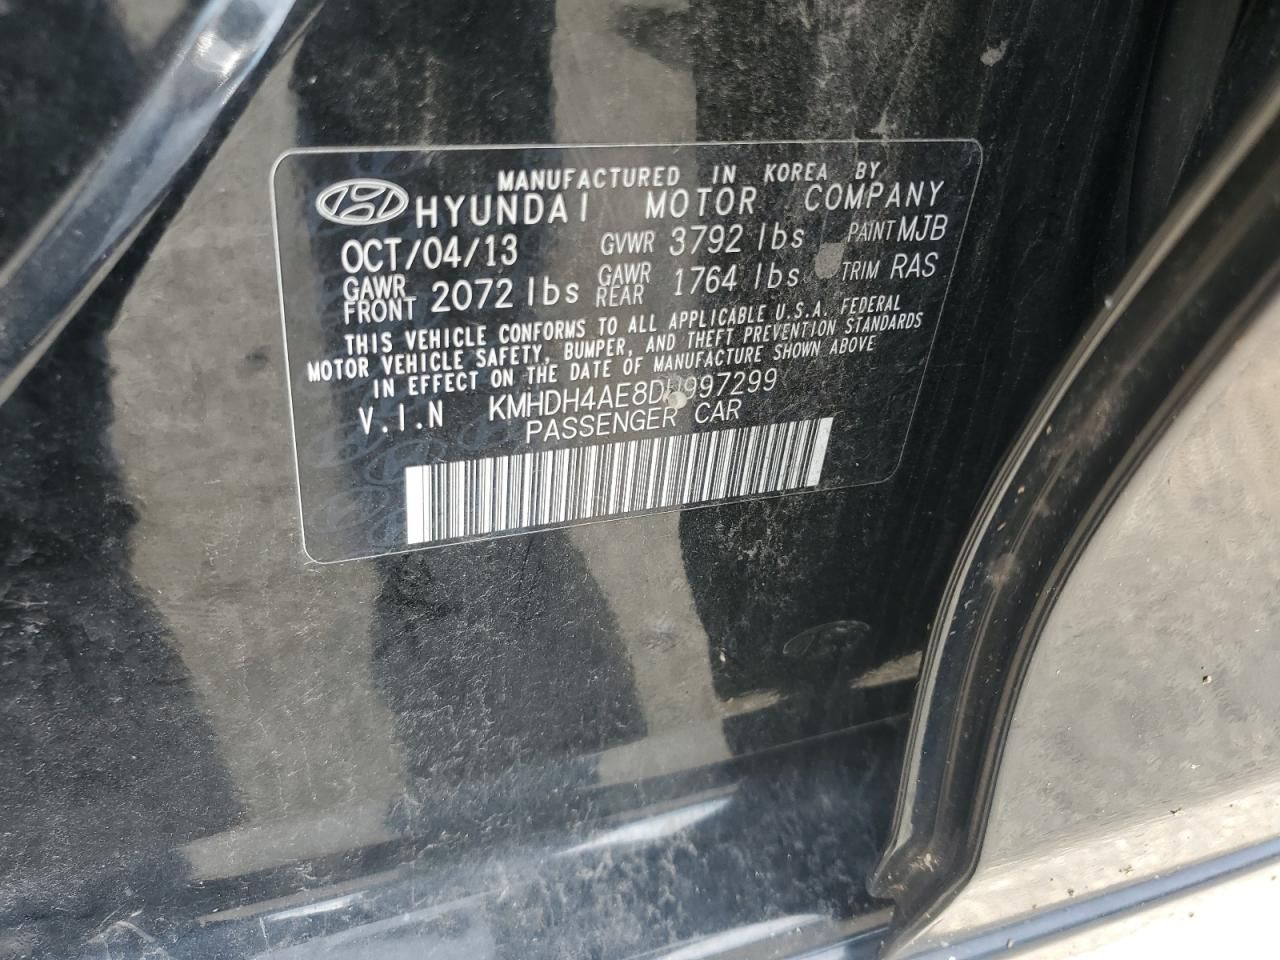 MANUFACTURED IN KOREA BY
HYUNDAI MOTOR COMPANY
OCT/04/13 GVWR 3792 lbs PAINT MJB
GAWR FRONT 2072 lbs GAWR REAR 1764 lbs TRIM RAS
THIS VEHICLE CONFORMS TO ALL APPLICABLE U.S.A. FEDERAL
MOTOR VEHICLE SAFETY, BUMPER, AND THEFT PREVENTION STANDARDS
IN EFFECT ON THE DATE OF MANUFACTURE SHOWN ABOVE
V.I.N KMHDH4AE8DU997299
PASSENGER CAR